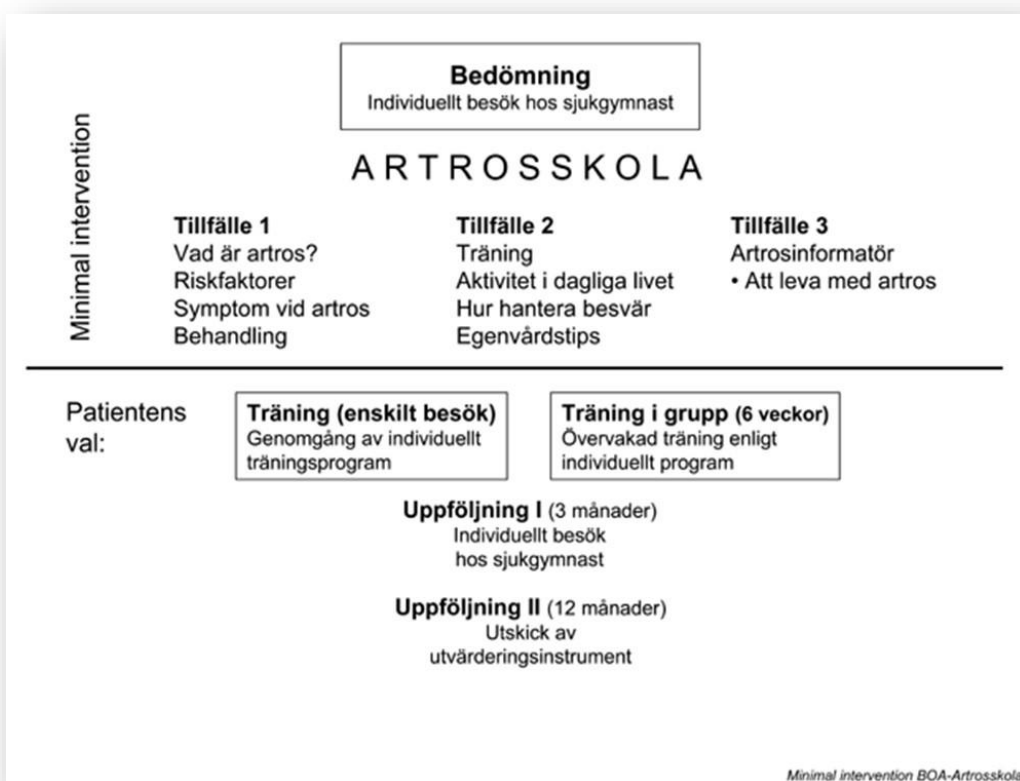 Bedömning
Individuellt besök hos sjukgymnast
Minimal intervention
ARTROSSKOLA
Tillfälle 1
Vad är artros?
Riskfaktorer
Symptom vid artros
Behandling
Tillfälle 2
Träning
Aktivitet i dagliga livet
Hur hantera besvär
Egenvårdstips
Tillfälle 3
Artrosinformatör
• Att leva med artros
Patientens
val:
Träning (enskilt besök)
Genomgång av individuellt
träningsprogram
Träning i grupp (6 veckor)
Övervakad träning enligt
individuellt program
Uppföljning I (3 månader)
Individuellt besök
hos sjukgymnast
Uppföljning II (12 månader)
Utskick av
utvärderingsinstrument
Minimal intervention BOA-Artrosskola